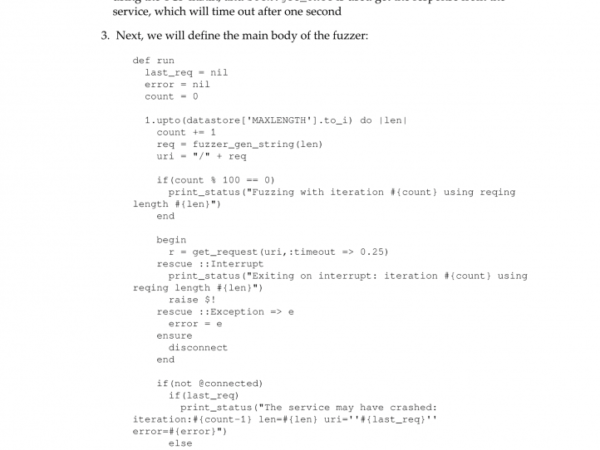 service, which will time out after one second
3. Next, we will define the main body of the fuzzer:
def run
last_req = nil
error = nil
count = 0
1.upto(datastore['MAXLENGTH'].to_i) do |len|
count += 1
req = fuzzer_gen_string(len)
uri = "/" + req
if(count % 100 == 0)
print_status("Fuzzing with iteration #{count} using reqing
length #{len}")
end
begin
r = get_request(uri,:timeout => 0.25)
rescue ::Interrupt
print_status("Exiting on interrupt: iteration #{count} using
reqing length #{len}")
raise $!
rescue ::Exception => e
error = e
ensure
disconnect
end
if(not @connected)
if(last_req)
print_status("The service may have crashed:
iteration:#{count-1} len=#{len} uri=''#{last_req}''
error=#{error}")
else